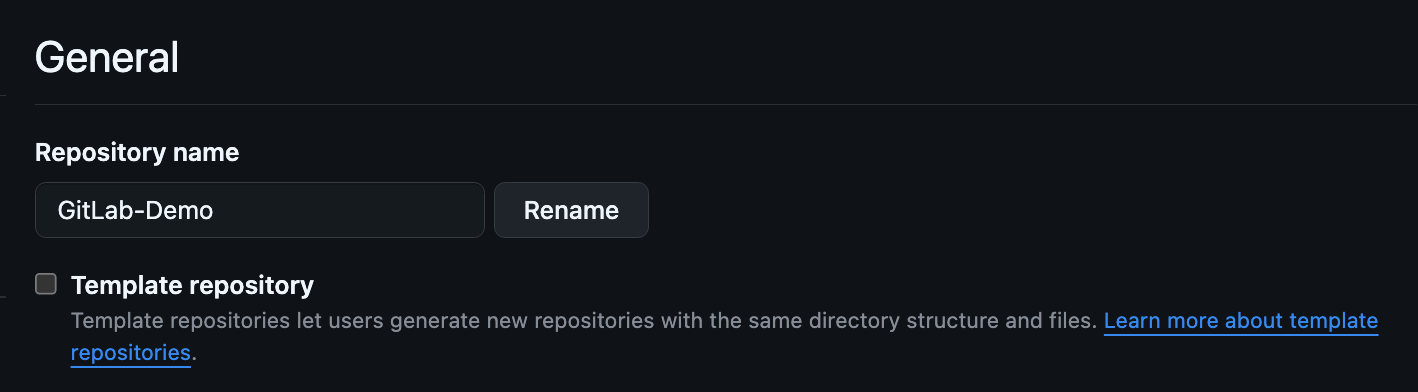 General
Repository name
GitLab-Demo
Rename
Template repository
Template repositories let users generate new repositories with the same directory structure and files. Learn more about template
repositories.